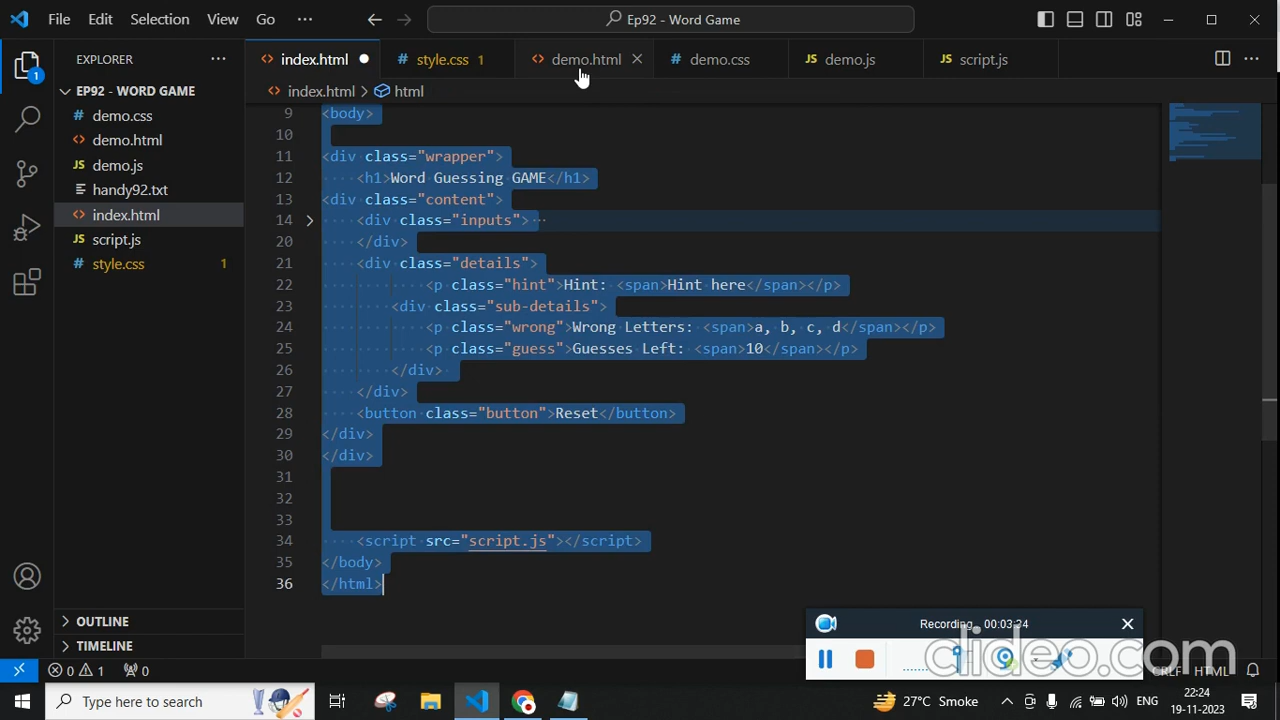 File Edit Selection View Go ··· Ep92 - Word Game
EXPLORER ···
index.html style.css 1 demo.html demo.css demo.js script.js ···
EP92 - WORD GAME
index.html > html
demo.css
demo.html
demo.js
handy92.txt
index.html
script.js
style.css 1
9 <body>
10
11 <div class="wrapper">
12 <h1>Word Guessing GAME</h1>
13 <div class="content">
14 <div class="inputs"> ···
20 </div>
21 <div class="details">
22 <p class="hint">Hint: <span>Hint here</span></p>
23 <div class="sub-details">
24 <p class="wrong">Wrong Letters: <span>a, b, c, d</span></p>
25 <p class="guess">Guesses Left: <span>10</span></p>
26 </div>
27 </div>
28 <button class="button">Reset</button>
29 </div>
30 </div>
31
32
33
34 <script src="script.js"></script>
35 </body>
36 </html>
OUTLINE
TIMELINE
Recording... 00:03:24
clideo.com
0 1 0 CRLF HTML
Type here to search
27°C Smoke
22:24
19-11-2023